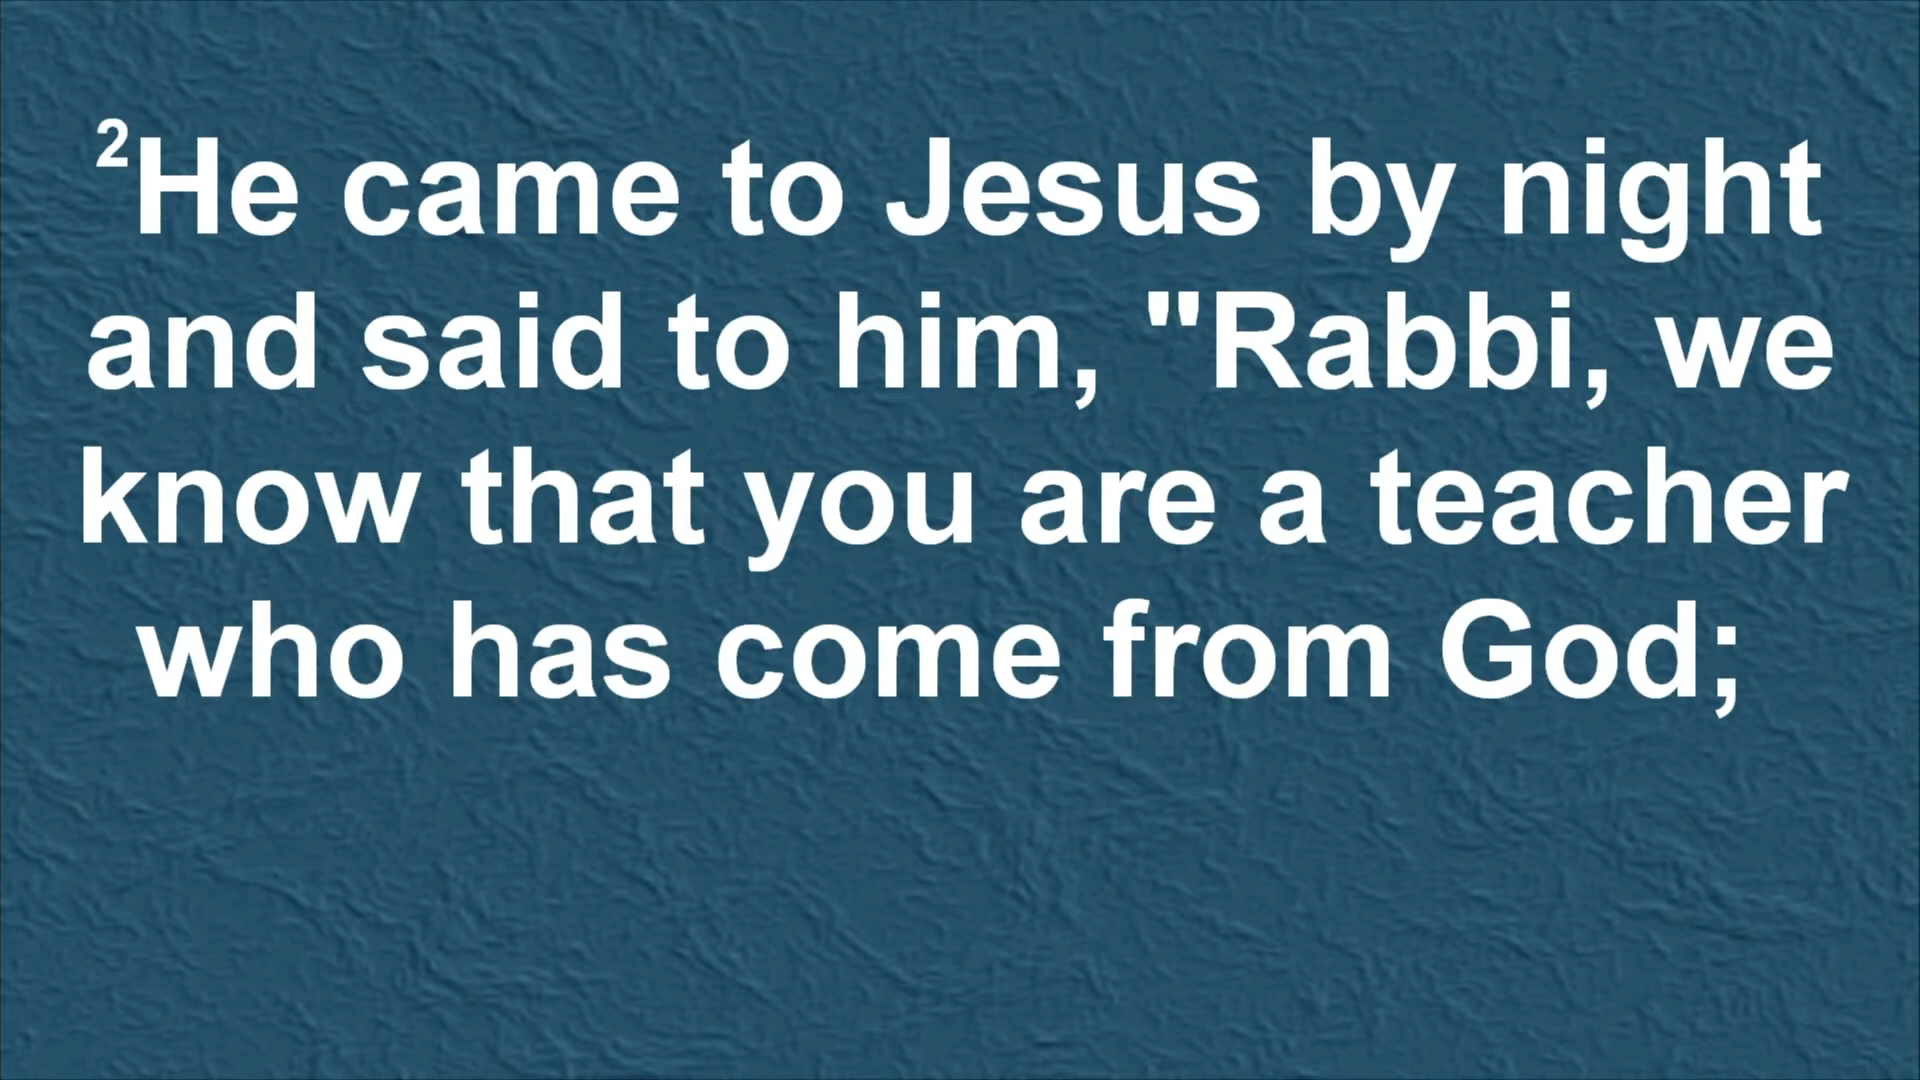 ²He came to Jesus by night
and said to him, "Rabbi, we
know that you are a teacher
who has come from God;